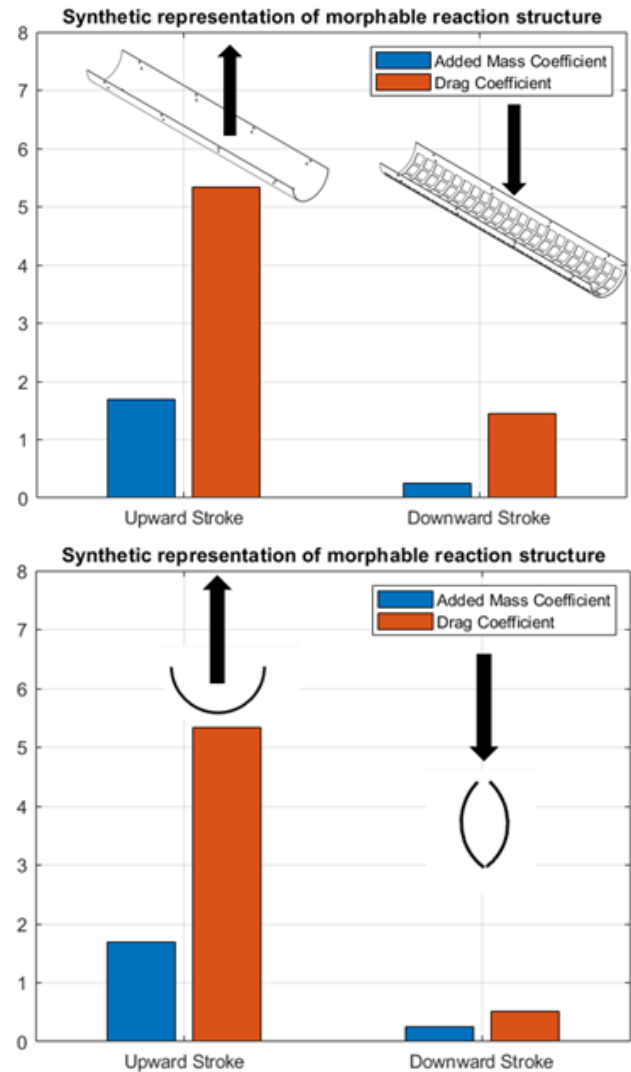 Synthetic representation of morphable reaction structure
8
7
6
5
4
3
2
1
0
Added Mass Coefficient
Drag Coefficient
Upward Stroke
Downward Stroke
Synthetic representation of morphable reaction structure
8
7
6
5
4
3
2
1
0
Added Mass Coefficient
Drag Coefficient
Upward Stroke
Downward Stroke